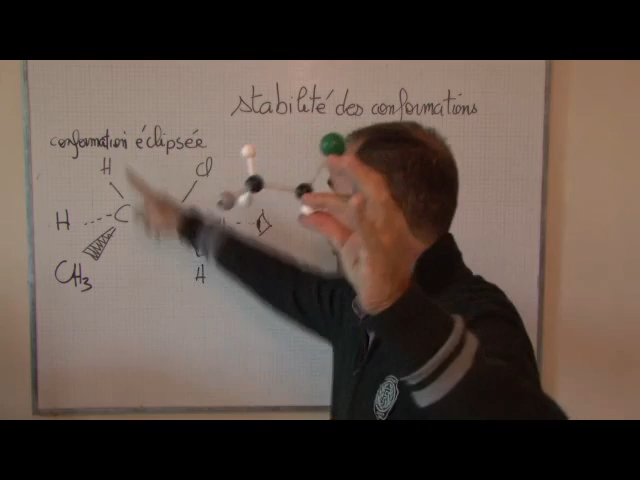 stabilité des conformations
conformation éclipsée
H Cl
H C
CH3 H